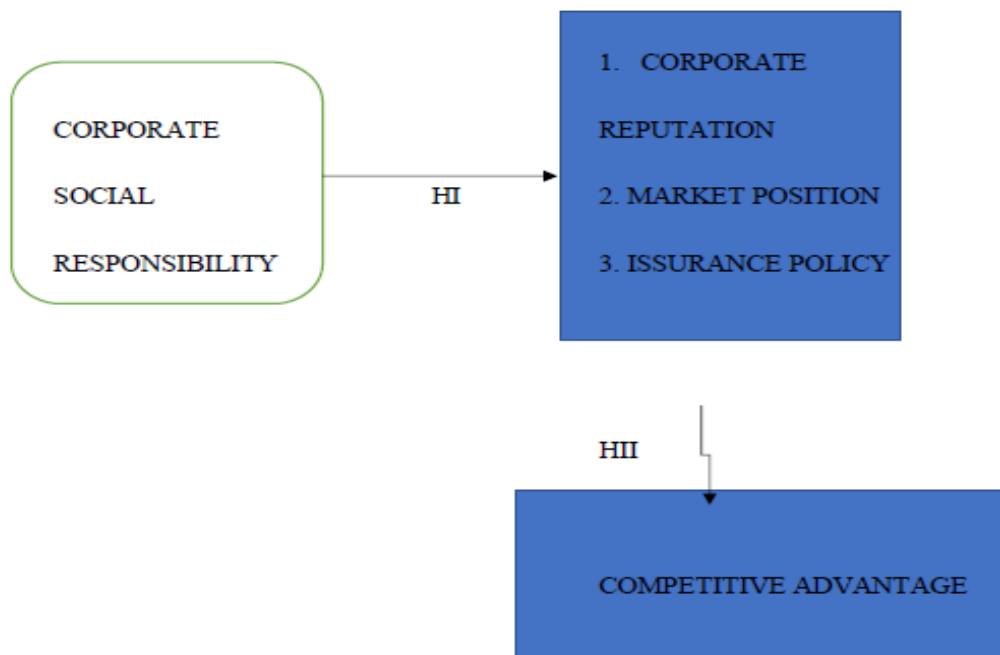 CORPORATE
SOCIAL
RESPONSIBILITY
HI
1. CORPORATE
REPUTATION
2. MARKET POSITION
3. ISSURANCE POLICY
HII
COMPETITIVE ADVANTAGE